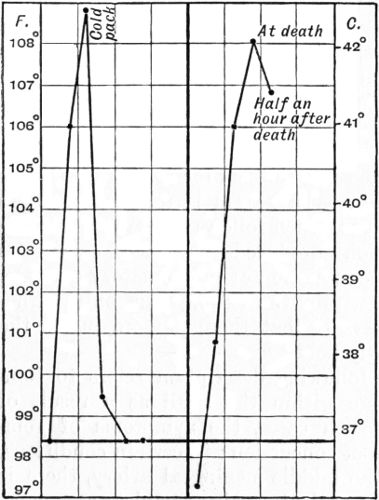 F.
C.
108°
107°
106°
105°
104°
103°
102°
101°
100°
99°
98°
97°
Cold
pack
At death
Half an
hour after
death
42°
41°
40°
39°
38°
37°